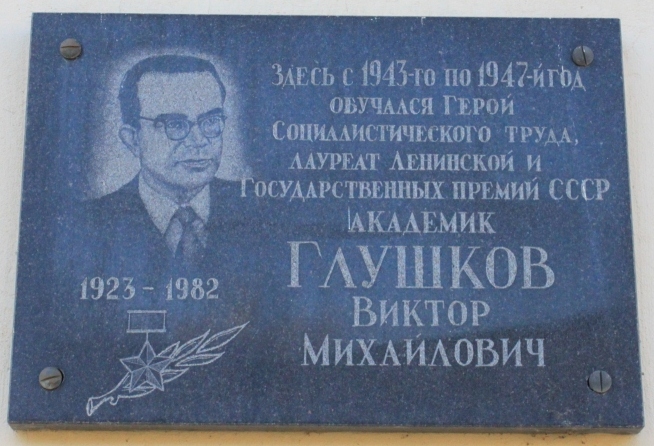 Здесь с 1943-го по 1947-й год
обучался Герой
Социалистического труда,
лауреат Ленинской и
Государственных премий СССР
академик
Глушков
Виктор
Михайлович
1923 - 1982